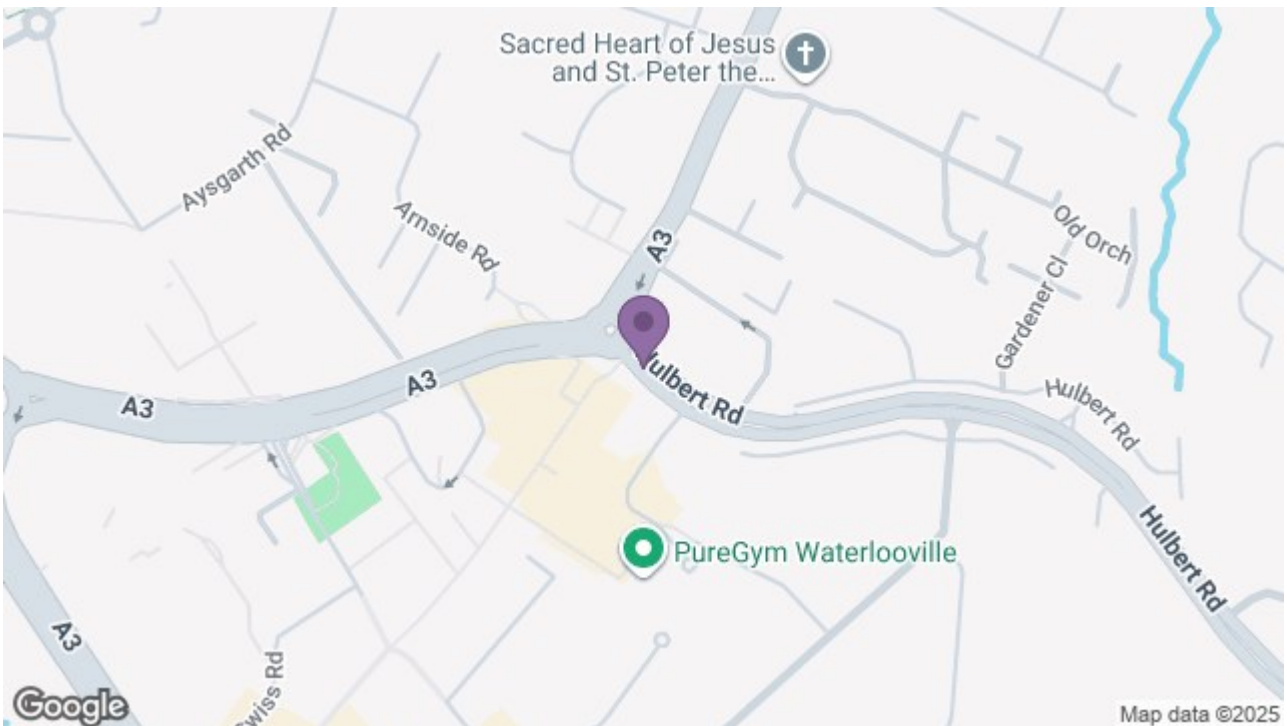 Sacred Heart of Jesus
and St. Peter the...
Aysgarth Rd
Arnside Rd
A3
Old Orch
Gardener Cl
A3
A3
Hulbert Rd
Hulbert Rd
Hulbert Rd
PureGym Waterlooville
A3
Swiss Rd
Google
Map data ©2025